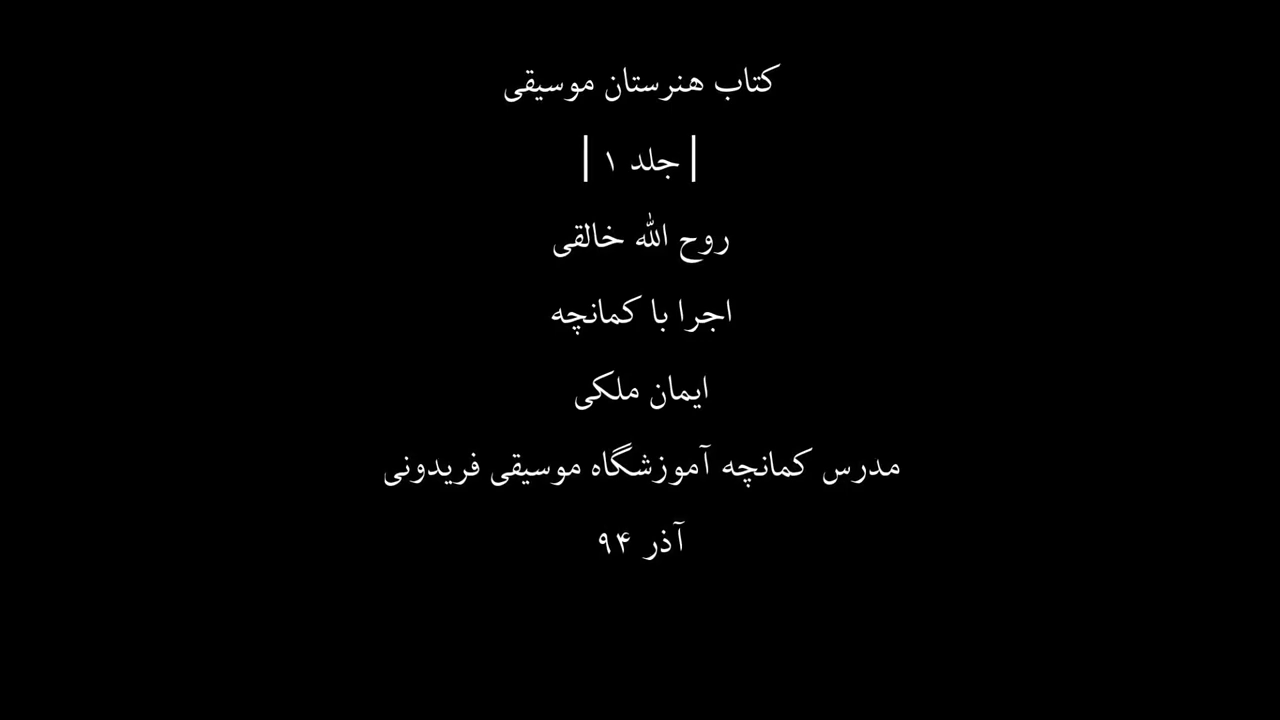 کتاب هنرستان موسیقی
| جلد ۱ |
روح الله خالقی
اجرا با کمانچه
ایمان ملکی
مدرس کمانچه آموزشگاه موسیقی فریدونی
آذر ۹۴